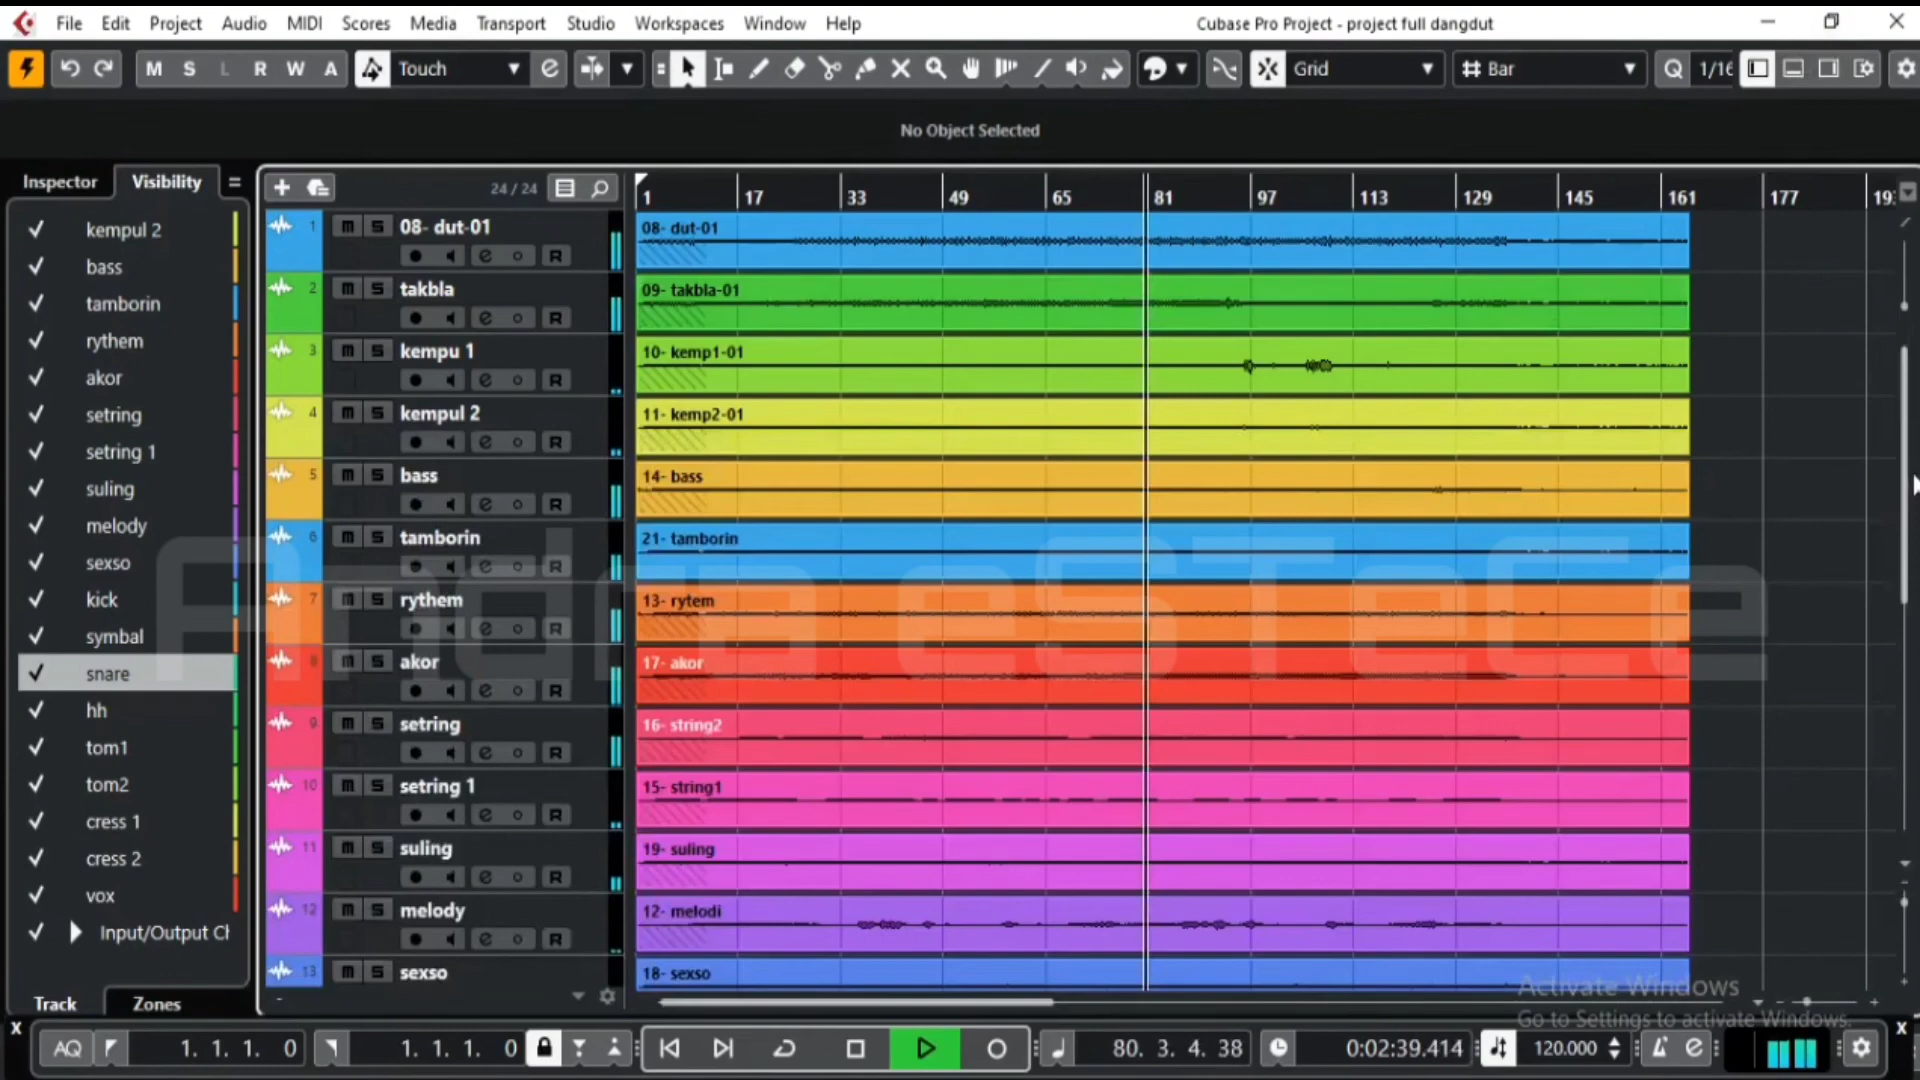 File Edit Project Audio MIDI Scores Media Transport Studio Workspaces Window Help
Cubase Pro Project - project full dangdut
M S L R W A Touch Grid Bar Q 1/16
No Object Selected
Inspector Visibility
24 / 24
1 17 33 49 65 81 97 113 129 145 161 177 193
kempul 2
bass
tamborin
rythem
akor
setring
setring 1
suling
melody
sexso
kick
symbal
snare
hh
tom1
tom2
cress 1
cress 2
vox
Input/Output Ch
Track Zones
1 m S 08- dut-01
R
2 m S takbla
R
3 m S kempu 1
R
4 m S kempul 2
R
5 m S bass
R
6 m S tamborin
R
7 m S rythem
R
8 m S akor
R
9 m S setring
R
10 m S setring 1
R
11 m S suling
R
12 m S melody
R
13 m S sexso
08- dut-01
09- takbla-01
10- kemp1-01
11- kemp2-01
14- bass
21- tamborin
13- rytem
17- akor
16- string2
15- string1
19- suling
12- melodi
18- sexso
Andra eSTeCe
Activate Windows
Go to Settings to activate Windows.
AQ 1. 1. 1. 0 1. 1. 1. 0 80. 3. 4. 38 0:02:39.414 120.000